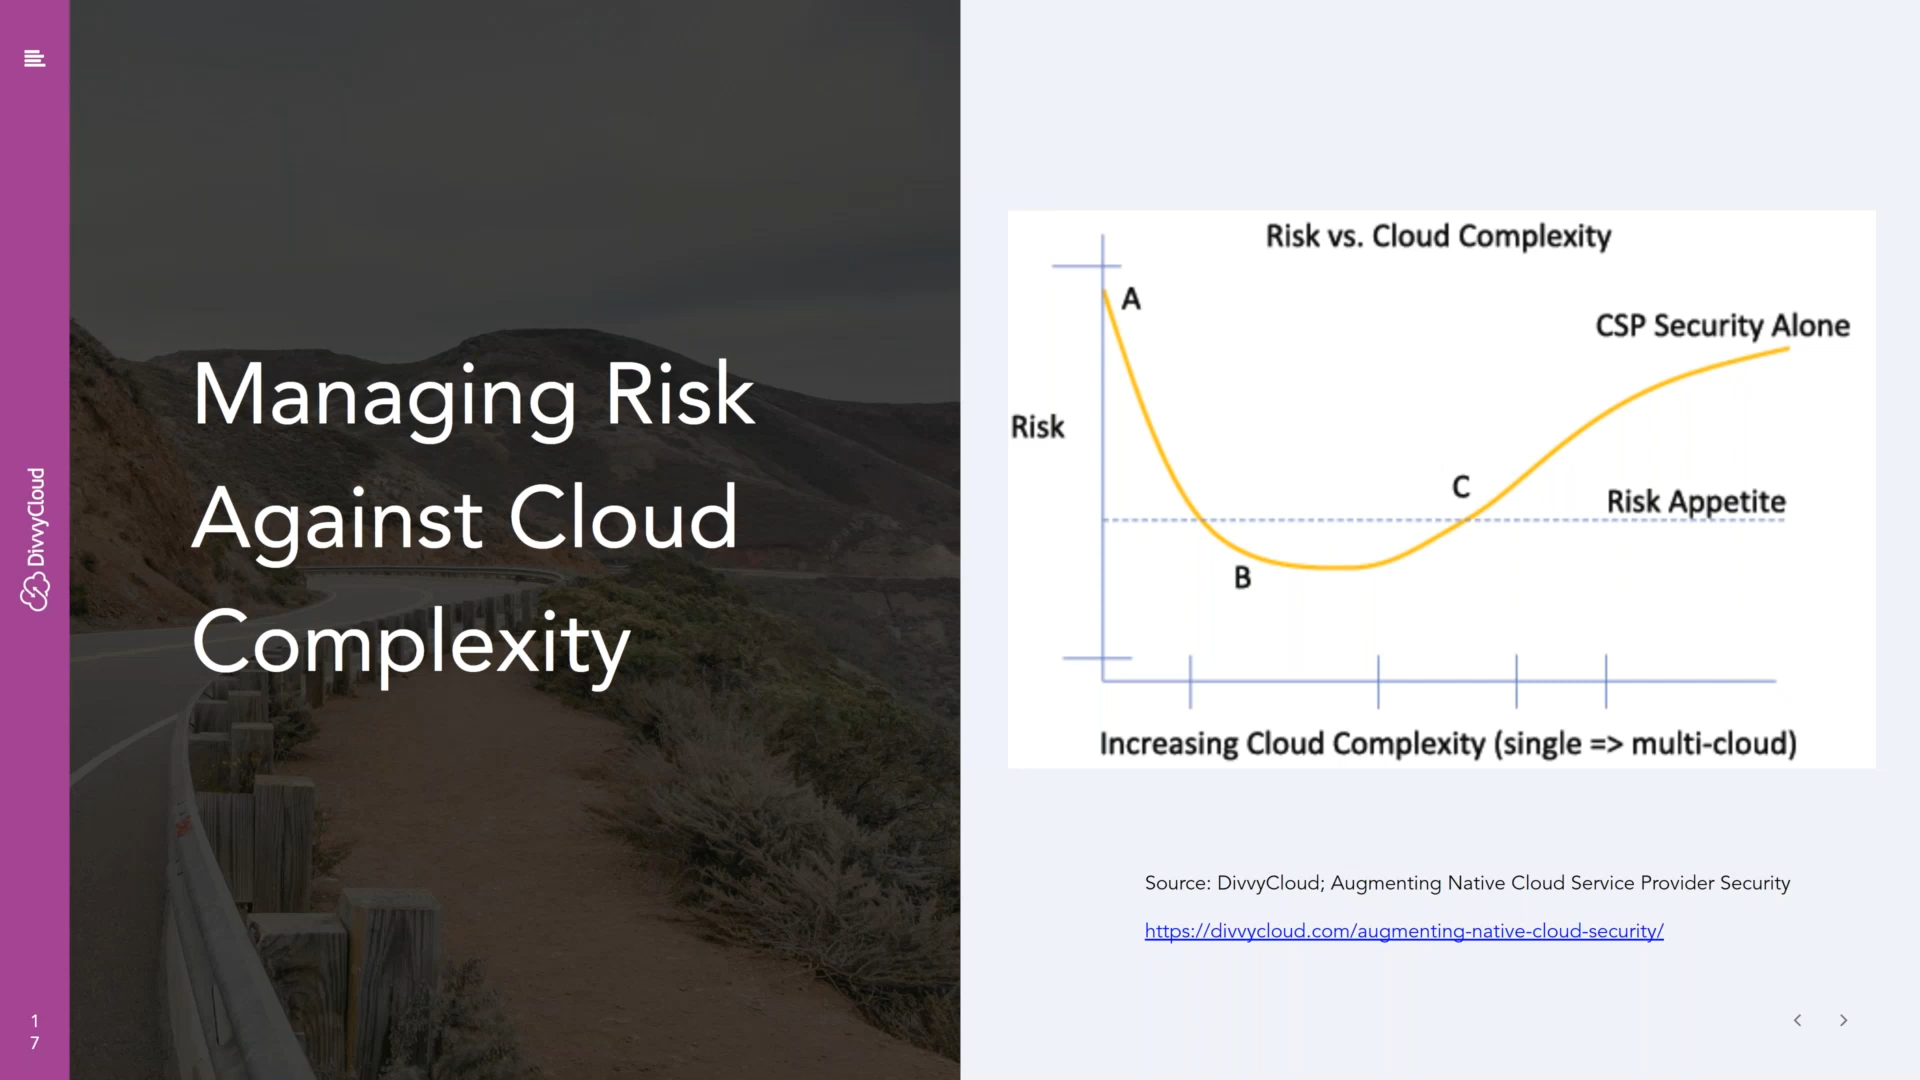 DivvyCloud
1
7
Managing Risk
Against Cloud
Complexity
Risk vs. Cloud Complexity
A
CSP Security Alone
Risk
C
Risk Appetite
B
Increasing Cloud Complexity (single => multi-cloud)
Source: DivvyCloud; Augmenting Native Cloud Service Provider Security
https://divvycloud.com/augmenting-native-cloud-security/